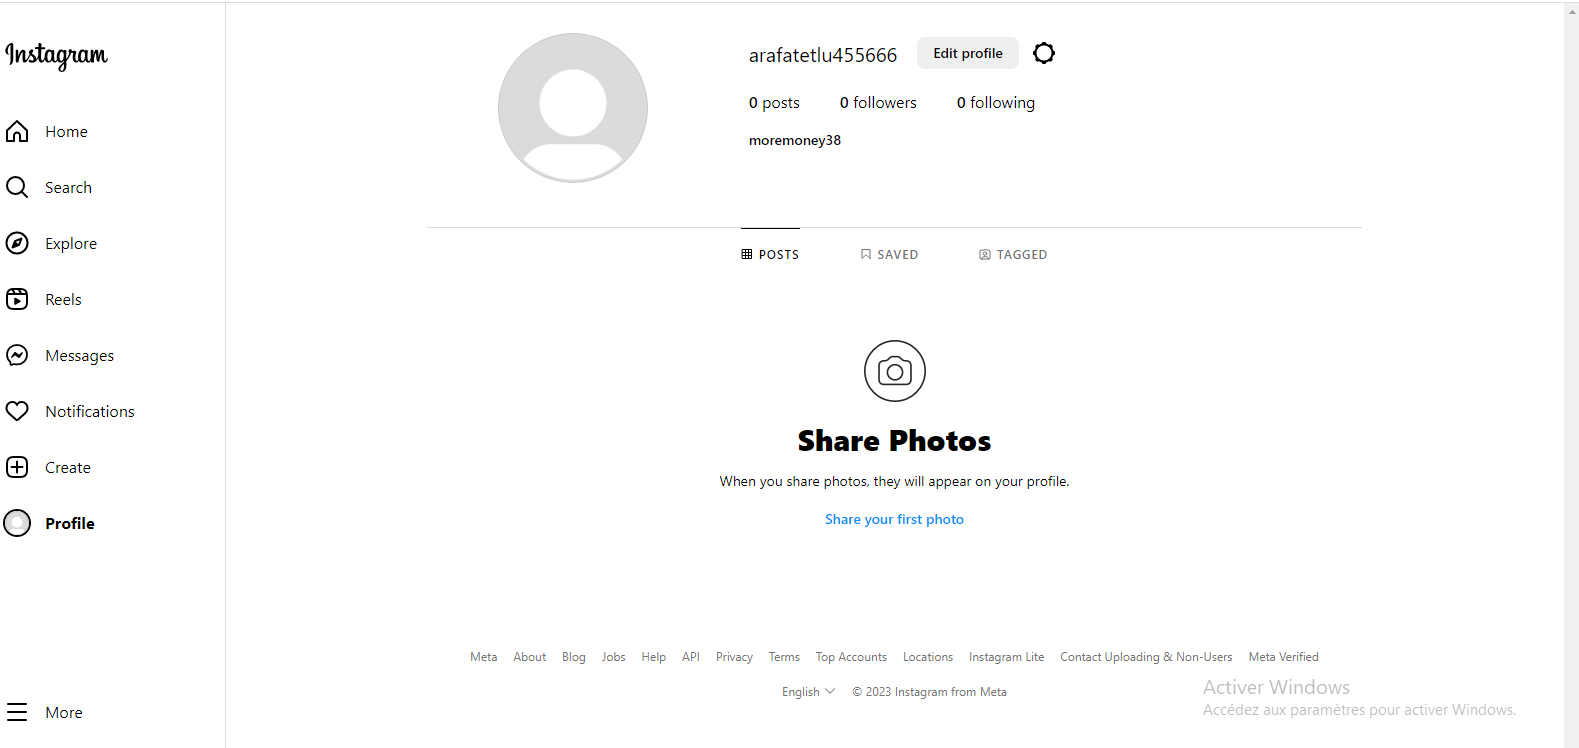 Instagram
Home
Search
Explore
Reels
Messages
Notifications
Create
Profile
More
arafatetlu455666
Edit profile
0 posts 0 followers 0 following
moremoney38
POSTS SAVED TAGGED
Share Photos
When you share photos, they will appear on your profile.
Share your first photo
Meta About Blog Jobs Help API Privacy Terms Top Accounts Locations Instagram Lite Contact Uploading & Non-Users Meta Verified
English © 2023 Instagram from Meta
Activer Windows
Accédez aux paramètres pour activer Windows.